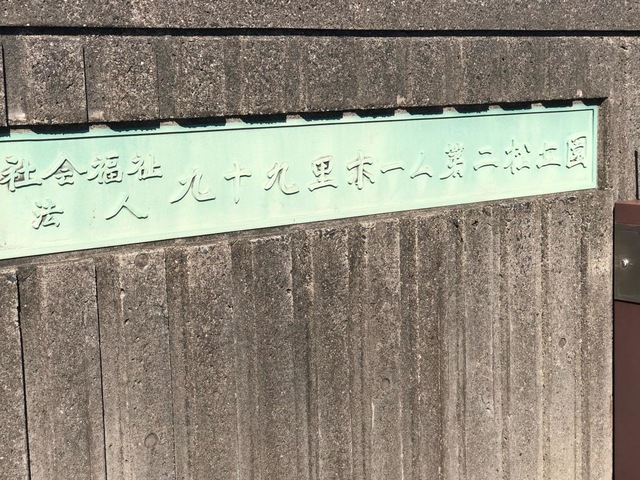 社会福祉
法人
九十九里ホーム第二松丘園